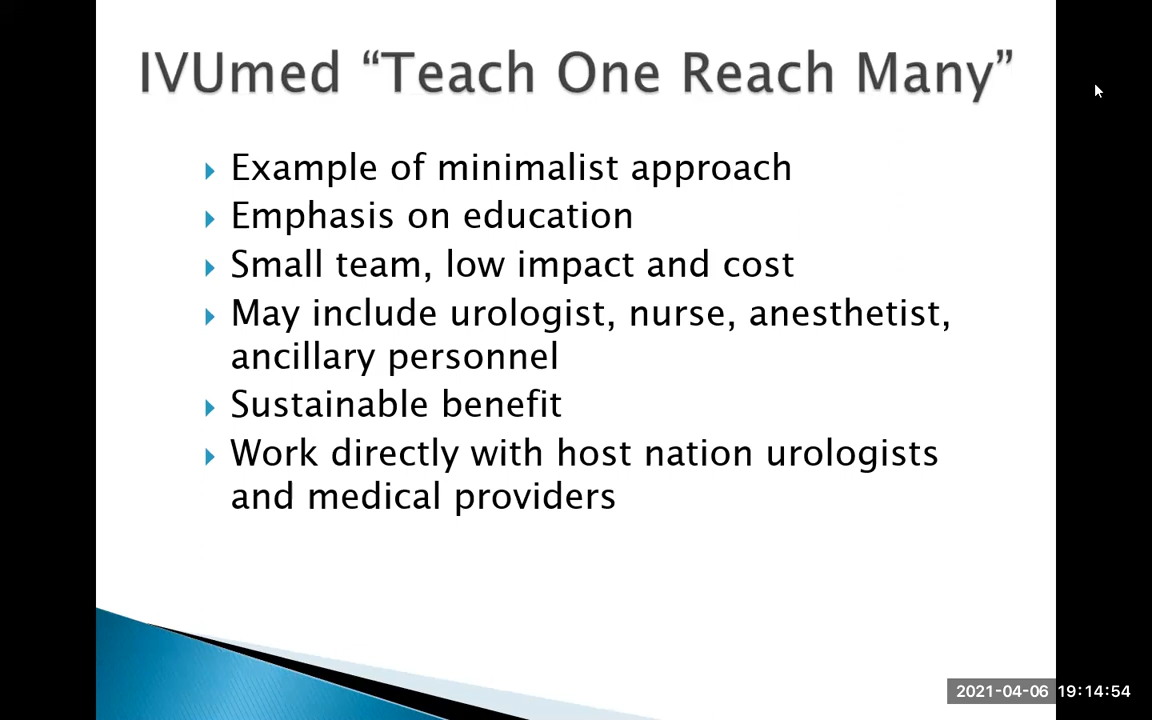 IVUmed “Teach One Reach Many”
Example of minimalist approach
Emphasis on education
Small team, low impact and cost
May include urologist, nurse, anesthetist,
ancillary personnel
Sustainable benefit
Work directly with host nation urologists
and medical providers
2021-04-06 19:14:54